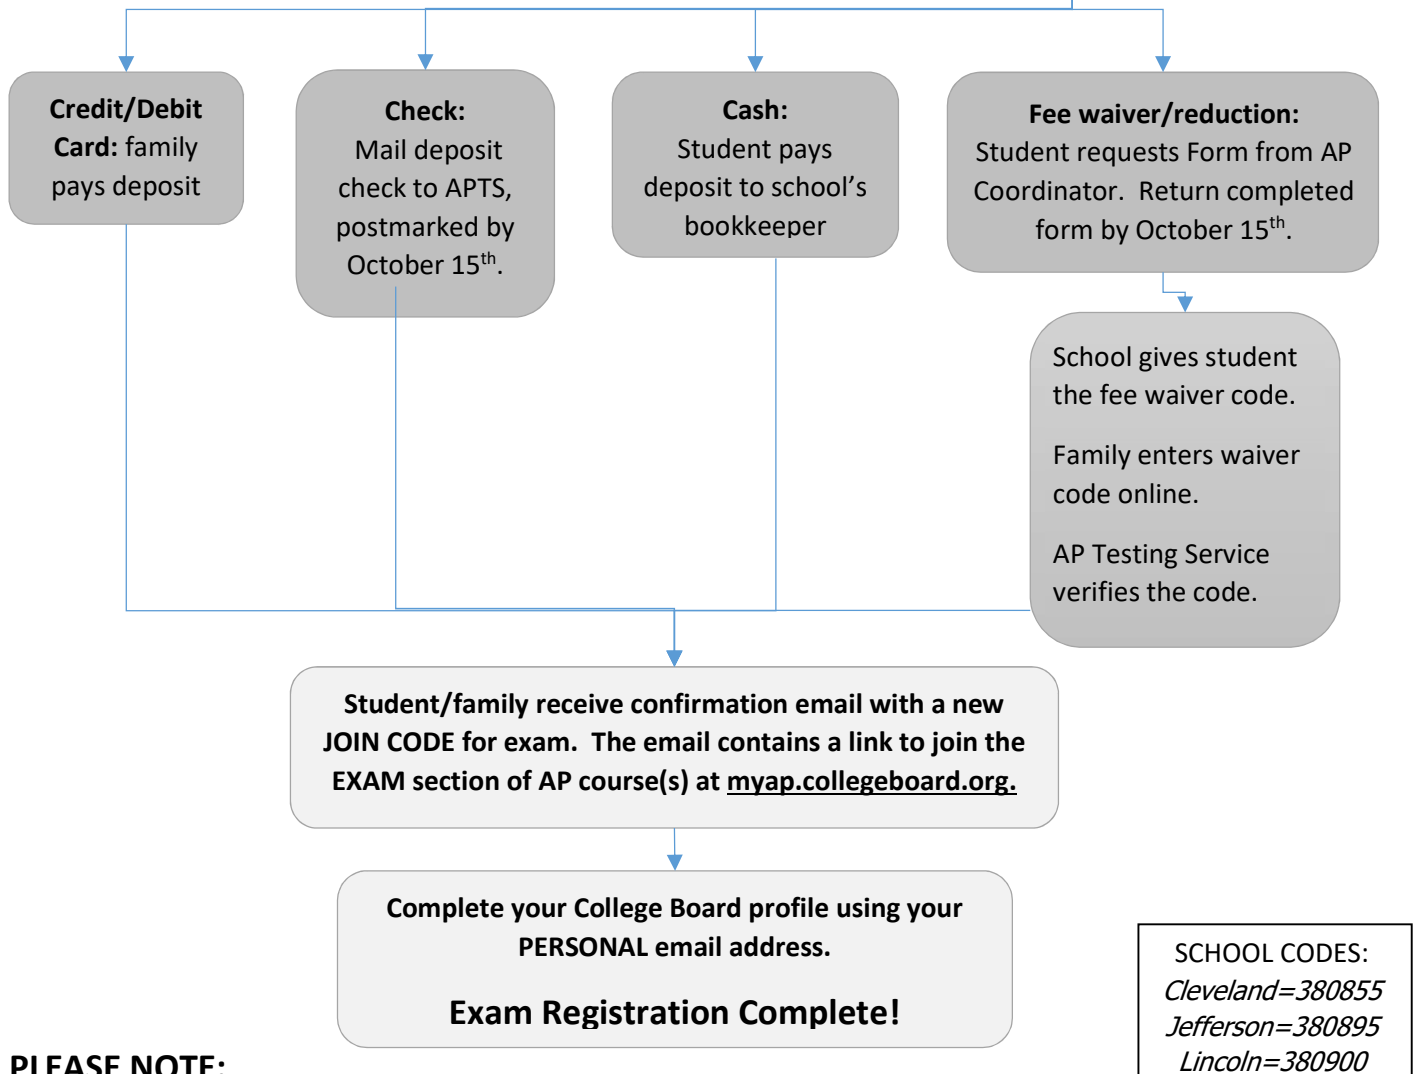 Credit/Debit
Card: family
pays deposit
Check:
Mail deposit
check to APTS,
postmarked by
October 15th.
Cash:
Student pays
deposit to school’s
bookkeeper
Fee waiver/reduction:
Student requests Form from AP
Coordinator.  Return completed
form by October 15th.
School gives student
the fee waiver code.
Family enters waiver
code online.
AP Testing Service
verifies the code.
Student/family receive confirmation email with a new
JOIN CODE for exam.  The email contains a link to join the
EXAM section of AP course(s) at myap.collegeboard.org.
Complete your College Board profile using your
PERSONAL email address.
Exam Registration Complete!
SCHOOL CODES:
Cleveland=380855
Jefferson=380895
Lincoln=380900
PLEASE NOTE: